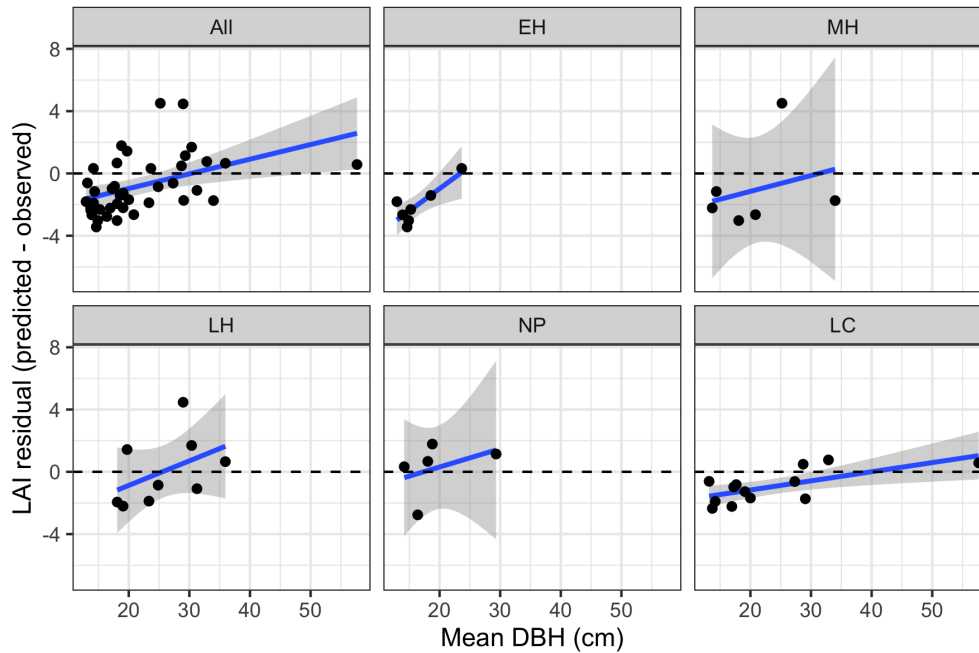 All EH MH
8
4
0
-4
LH NP LC
8
4
0
-4
20 30 40 50 20 30 40 50 20 30 40 50
Mean DBH (cm)
LAI residual (predicted - observed)